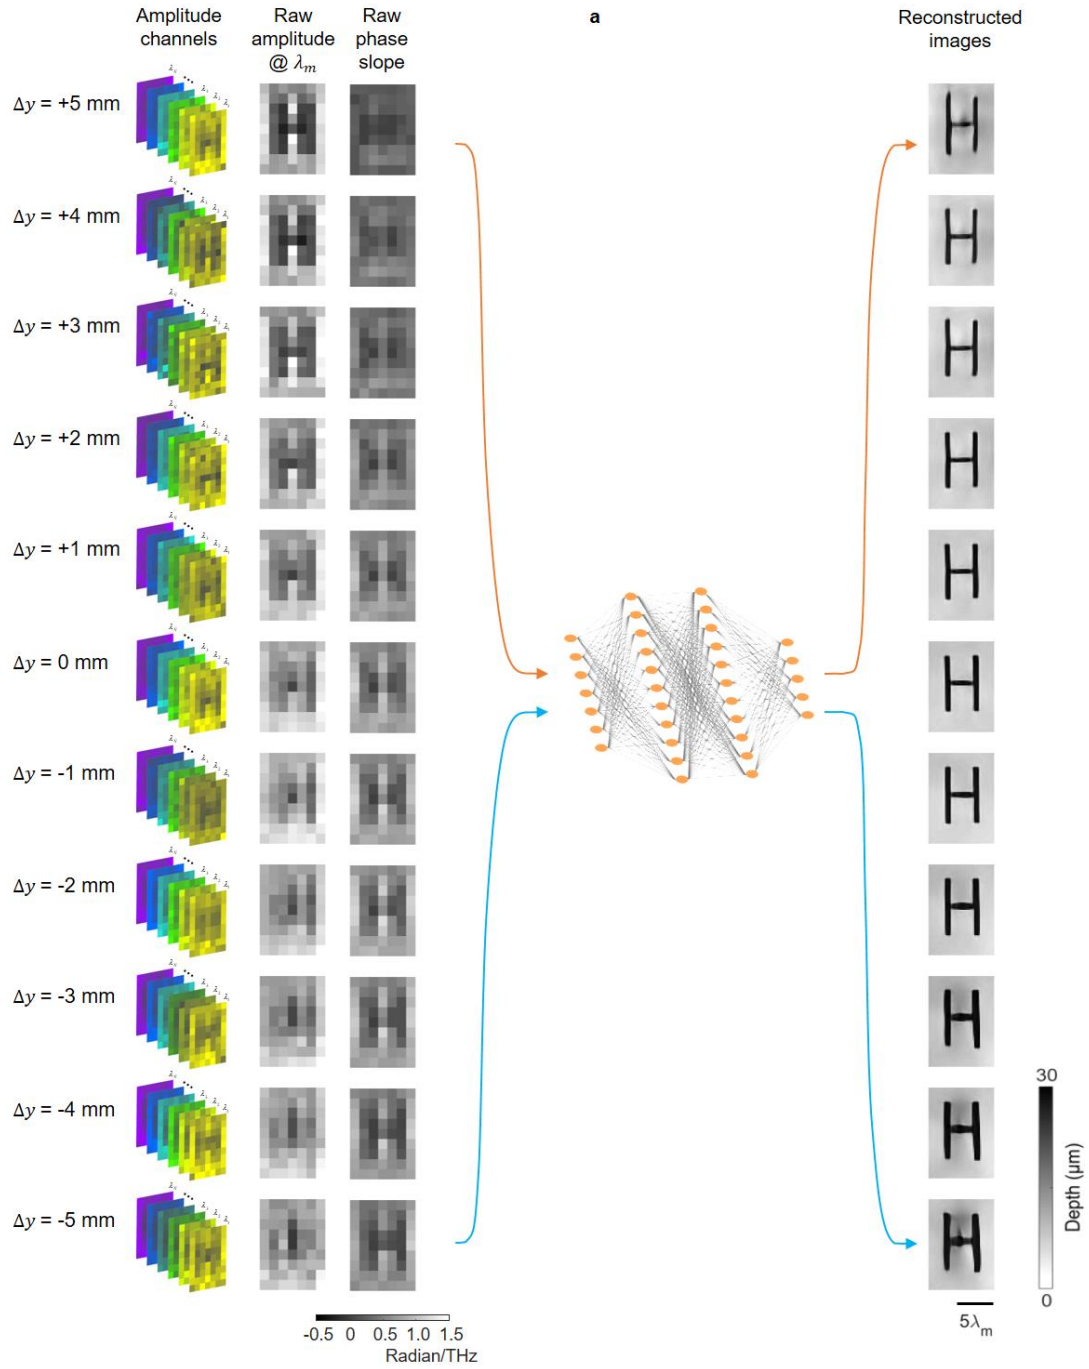 Amplitude
channels
Raw
amplitude
@ λm
Raw
phase
slope
a
Reconstructed
images
Δy = +5 mm
Δy = +4 mm
Δy = +3 mm
Δy = +2 mm
Δy = +1 mm
Δy = 0 mm
Δy = -1 mm
Δy = -2 mm
Δy = -3 mm
Δy = -4 mm
Δy = -5 mm
30
Depth (μm)
0
5λm
-0.5 0 0.5 1.0 1.5
Radian/THz